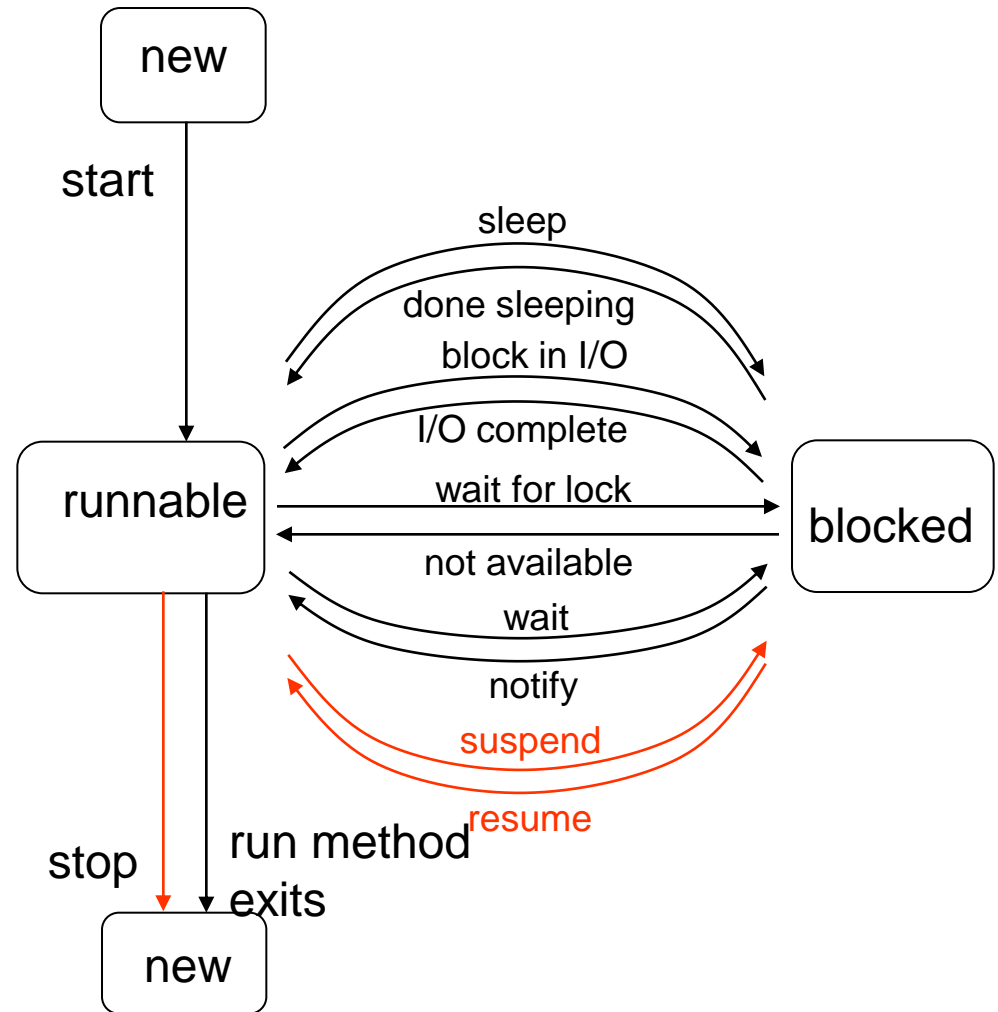 new
start
sleep
done sleeping
block in I/O
I/O complete
wait for lock
runnable
blocked
not available
wait
notify
suspend
resume
stop
run method
exits
new